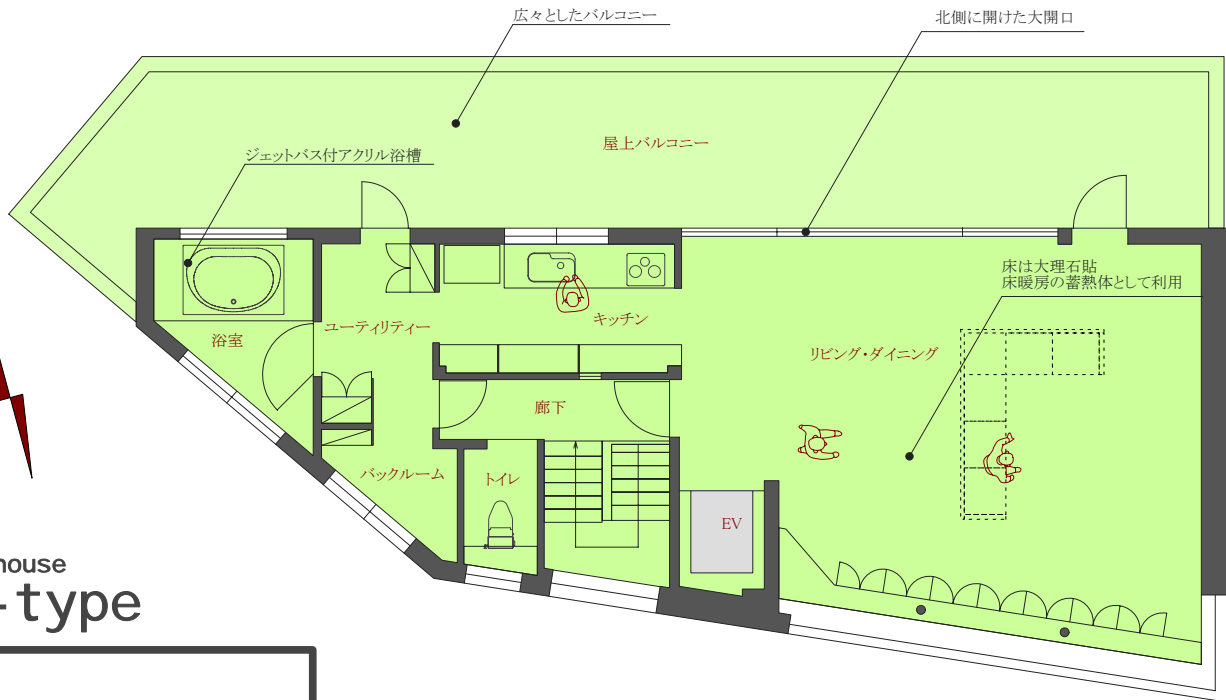 広々としたバルコニー
北側に開けた大開口
屋上バルコニー
ジェットバス付アクリル浴槽
床は大理石貼
床暖房の蓄熱体として利用
浴室
ユーティリティー
キッチン
リビング・ダイニング
廊下
バックルーム
トイレ
EV
house
-type